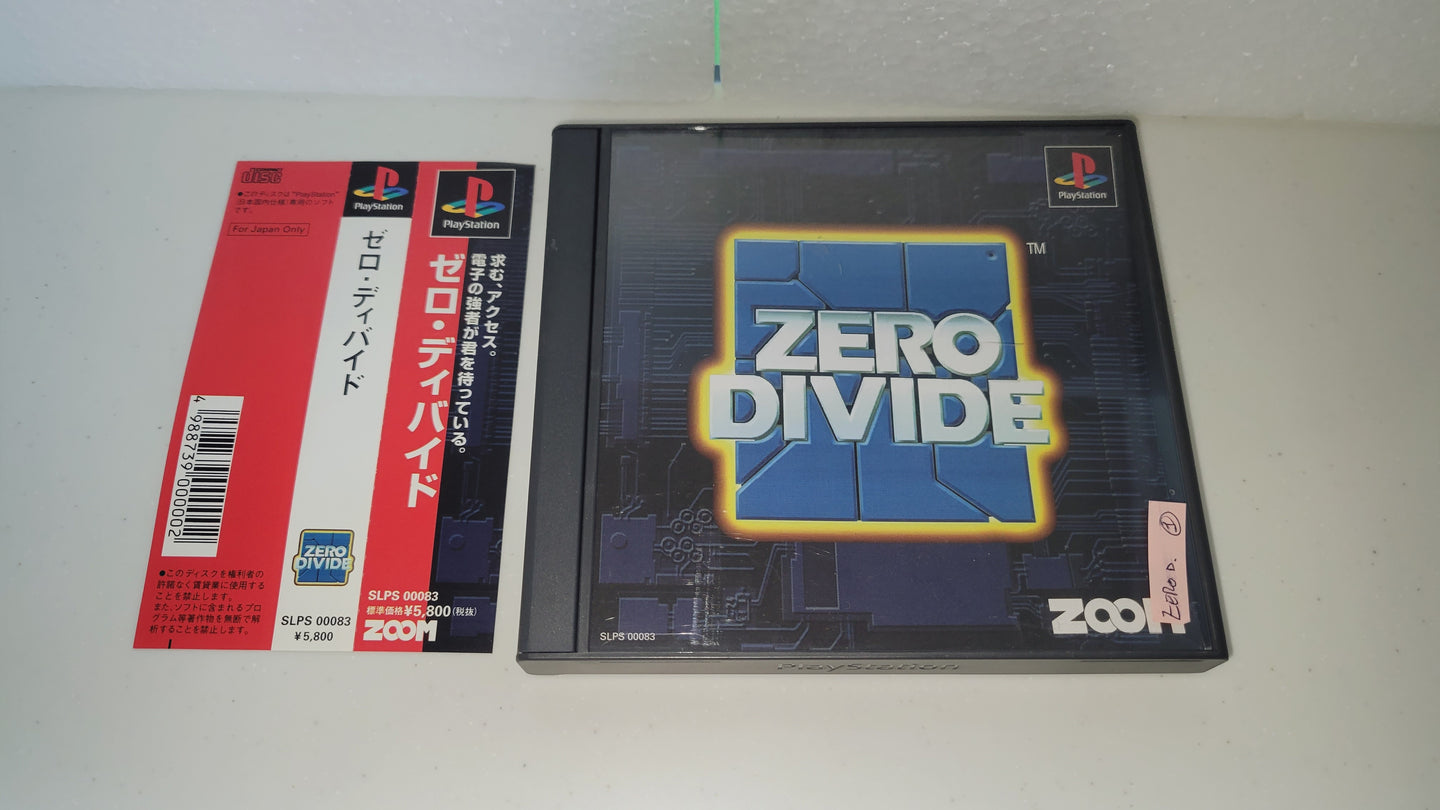 disc
●このディスクは"PlayStation"
(日本国内仕様)専用のソフト
です。
For Japan Only
4 988739 000002
●このディスクを権利者の
許諾なく賃貸業に使用する
ことを禁止します。
また、ソフトに含まれるプロ
グラム等著作物を無断で解
析することを禁止します。
PlayStation
ゼロ・ディバイド
ZERO
DIVIDE
SLPS 00083
¥5,800
PlayStation
求む、アクセス。
電子の強者が君を待っている。
ゼロ・ディバイド
SLPS 00083
標準価格¥5,800(税抜)
ZOOM
PlayStation
ZERO
DIVIDE
TM
SLPS 00083
ZOOM
ZERO D. ①
PlayStation